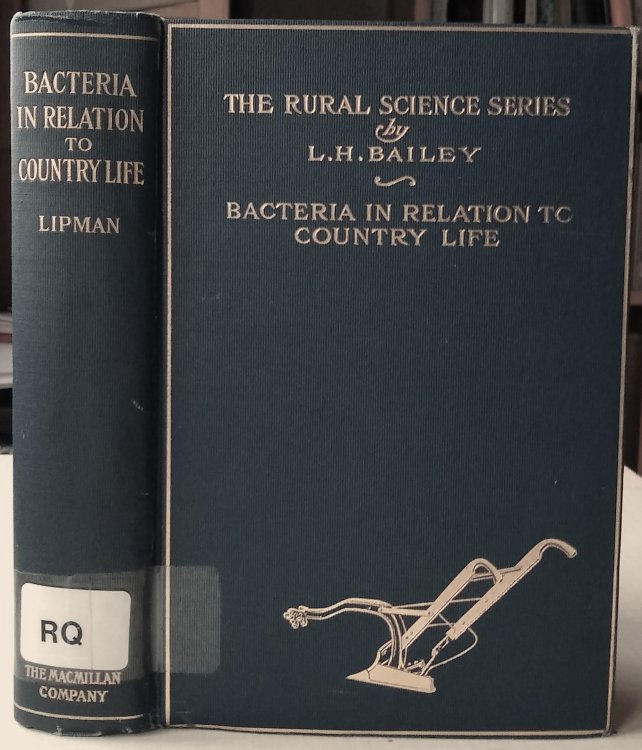 BACTERIA
IN RELATION
TO
COUNTRY LIFE
LIPMAN
RQ
THE MACMILLAN
COMPANY
THE RURAL SCIENCE SERIES
by
L.H. BAILEY
BACTERIA IN RELATION TO
COUNTRY LIFE